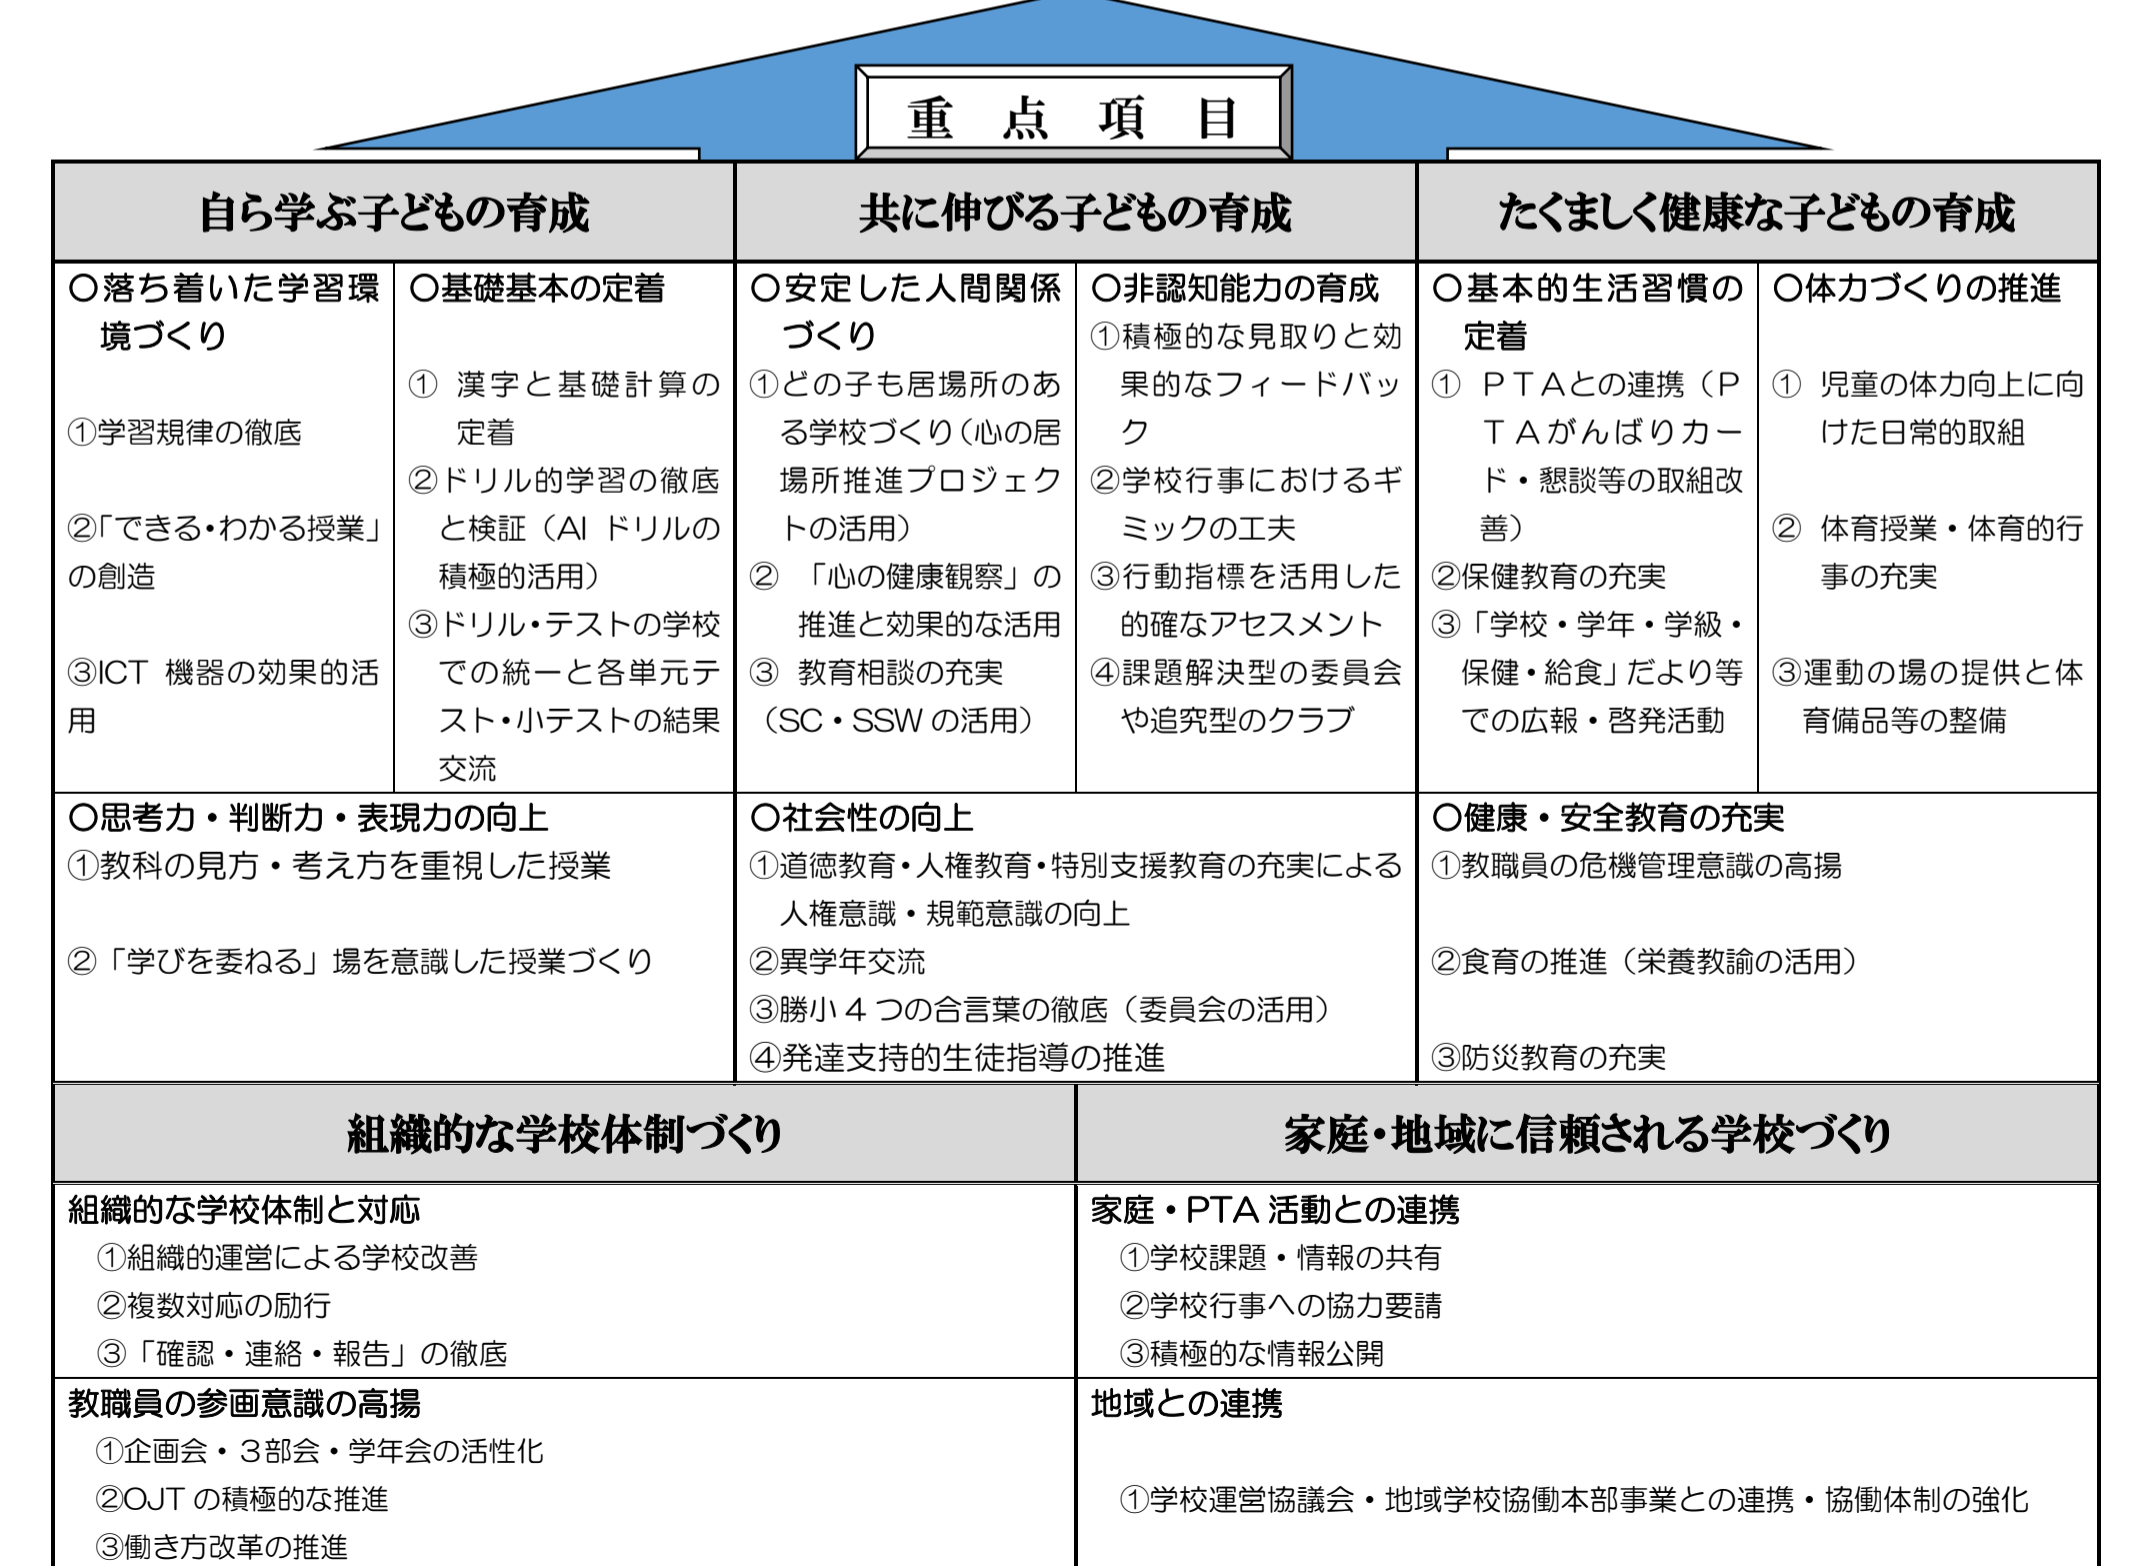 重 点 項 目
自ら学ぶ子どもの育成
共に伸びる子どもの育成
たくましく健康な子どもの育成
〇落ち着いた学習環
境づくり
①学習規律の徹底
②「できる・わかる授業」
の創造
③ICT 機器の効果的活
用
〇基礎基本の定着
① 漢字と基礎計算の
定着
②ドリル的学習の徹底
と検証（AI ドリルの
積極的活用）
③ドリル・テストの学校
での統一と各単元テ
スト・小テストの結果
交流
〇安定した人間関係
づくり
①どの子も居場所のあ
る学校づくり（心の居
場所推進プロジェク
トの活用）
② 「心の健康観察」の
推進と効果的な活用
③ 教育相談の充実
（SC・SSW の活用）
〇非認知能力の育成
①積極的な見取りと効
果的なフィードバッ
ク
②学校行事におけるギ
ミックの工夫
③行動指標を活用した
的確なアセスメント
④課題解決型の委員会
や追究型のクラブ
〇基本的生活習慣の
定着
① ＰＴＡとの連携（Ｐ
ＴＡがんばりカー
ド・懇談等の取組改
善）
②保健教育の充実
③「学校・学年・学級・
保健・給食」だより等
での広報・啓発活動
〇体力づくりの推進
① 児童の体力向上に向
けた日常的取組
② 体育授業・体育的行
事の充実
③運動の場の提供と体
育備品等の整備
〇思考力・判断力・表現力の向上
①教科の見方・考え方を重視した授業
②「学びを委ねる」場を意識した授業づくり
〇社会性の向上
①道徳教育・人権教育・特別支援教育の充実による
人権意識・規範意識の向上
②異学年交流
③勝小４つの合言葉の徹底（委員会の活用）
④発達支持的生徒指導の推進
〇健康・安全教育の充実
①教職員の危機管理意識の高揚
②食育の推進（栄養教諭の活用）
③防災教育の充実
組織的な学校体制づくり
家庭・地域に信頼される学校づくり
組織的な学校体制と対応
①組織的運営による学校改善
②複数対応の励行
③「確認・連絡・報告」の徹底
家庭・PTA 活動との連携
①学校課題・情報の共有
②学校行事への協力要請
③積極的な情報公開
教職員の参画意識の高揚
①企画会・３部会・学年会の活性化
②OJT の積極的な推進
③働き方改革の推進
地域との連携
①学校運営協議会・地域学校協働本部事業との連携・協働体制の強化